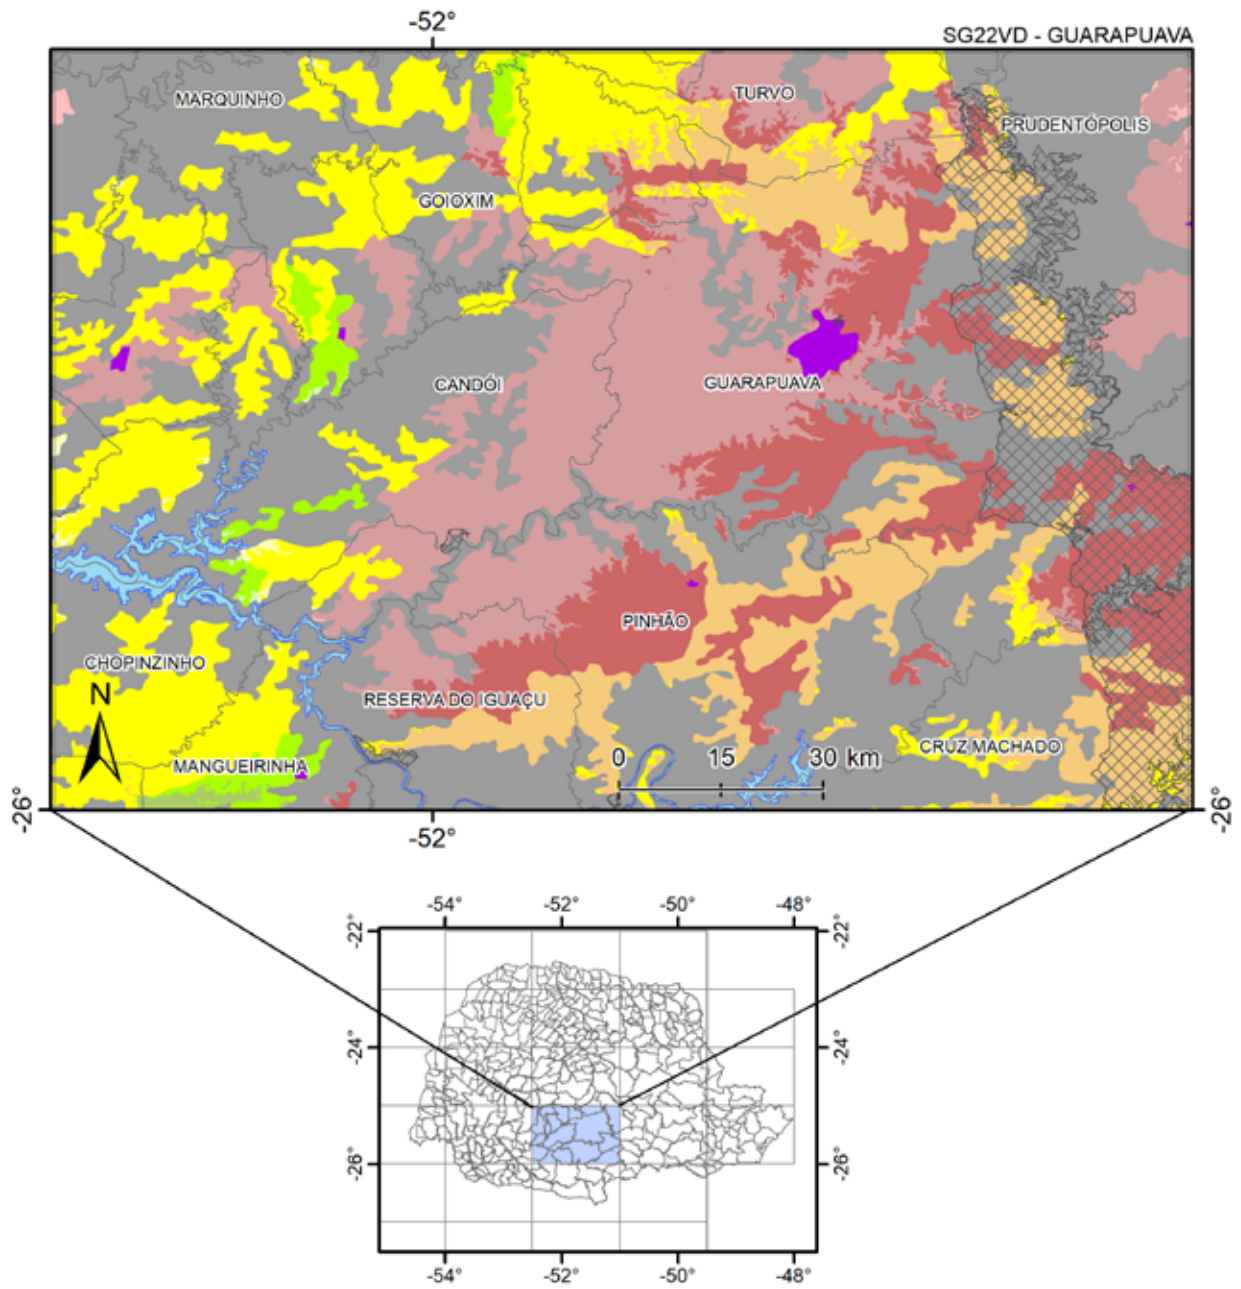 -52°
SG22VD - GUARAPUAVA
MARQUINHO
TURVO
PRUDENTÓPOLIS
GOIOXIM
CANDÓI
GUARAPUAVA
PINHÃO
CHOPINZINHO
N
RESERVA DO IGUAÇU
MANGUEIRINHA
CRUZ MACHADO
0 15 30 km
-26°
-26°
-52°
-54° -52° -50° -48°
-22° -22°
-24° -24°
-26° -26°
-54° -52° -50° -48°